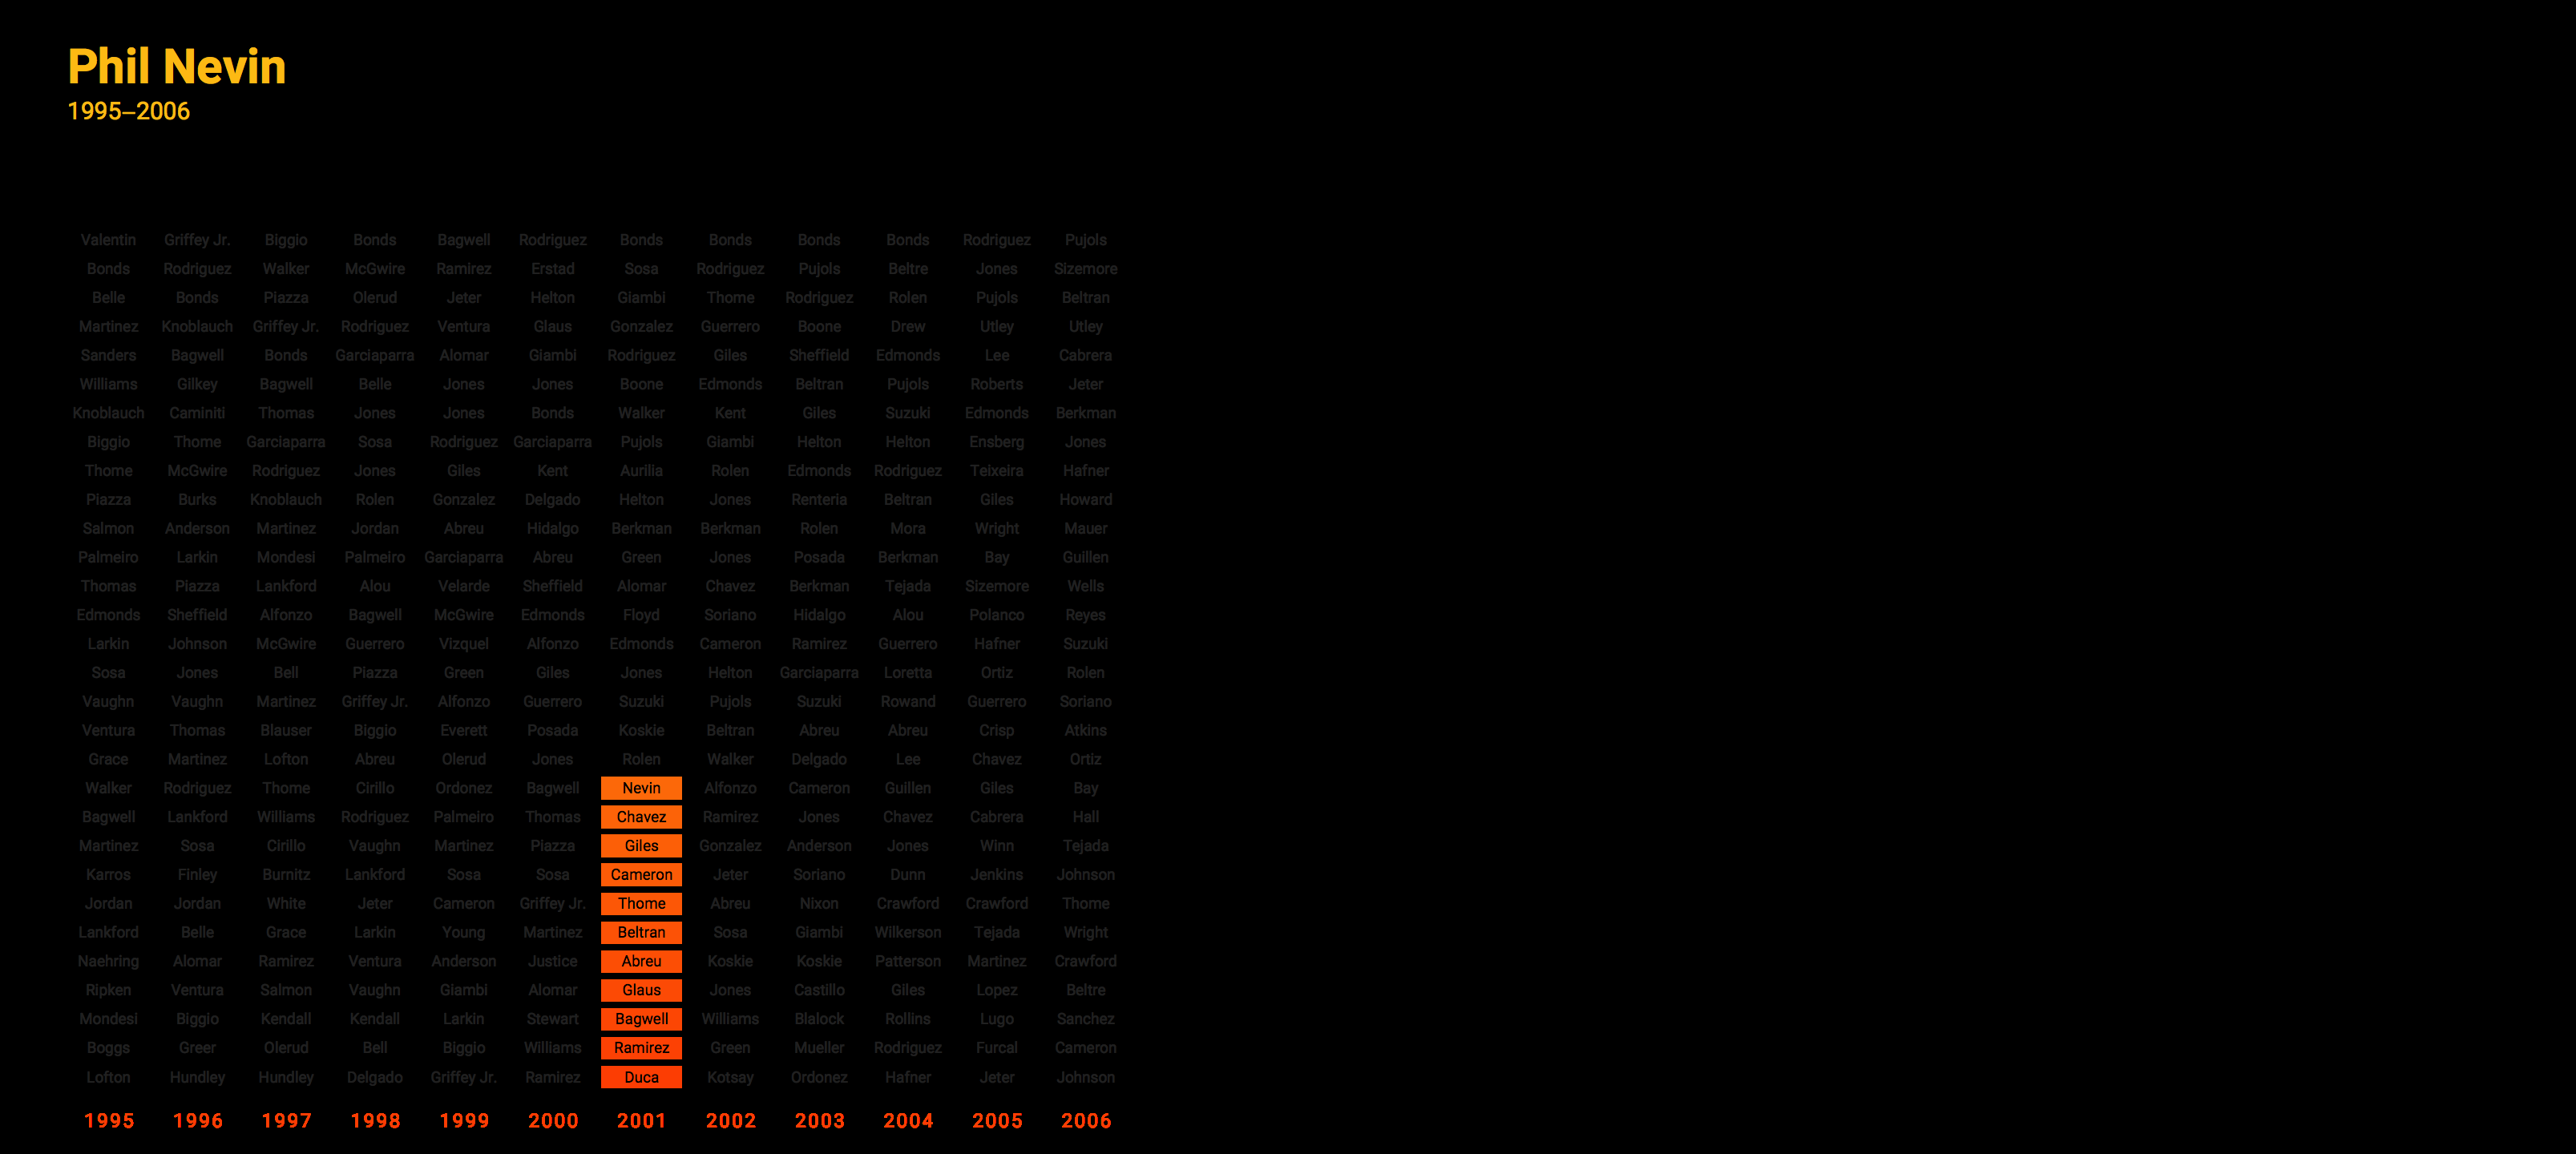 Phil Nevin
1995–2006
Valentin Griffey Jr. Biggio Bonds Bagwell Rodriguez Bonds Bonds Bonds Bonds Rodriguez Pujols
Bonds Rodriguez Walker McGwire Ramirez Erstad Sosa Rodriguez Pujols Beltre Jones Sizemore
Belle Bonds Piazza Olerud Jeter Helton Giambi Thome Rodriguez Rolen Pujols Beltran
Martinez Knoblauch Griffey Jr. Rodriguez Ventura Glaus Gonzalez Guerrero Boone Drew Utley Utley
Sanders Bagwell Bonds Garciaparra Alomar Giambi Rodriguez Giles Sheffield Edmonds Lee Cabrera
Williams Gilkey Bagwell Belle Jones Jones Boone Edmonds Beltran Pujols Roberts Jeter
Knoblauch Caminiti Thomas Jones Jones Bonds Walker Kent Giles Suzuki Edmonds Berkman
Biggio Thome Garciaparra Sosa Rodriguez Garciaparra Pujols Giambi Helton Helton Ensberg Jones
Thome McGwire Rodriguez Jones Giles Kent Aurilia Rolen Edmonds Rodriguez Teixeira Hafner
Piazza Burks Knoblauch Rolen Gonzalez Delgado Helton Jones Renteria Beltran Giles Howard
Salmon Anderson Martinez Jordan Abreu Hidalgo Berkman Berkman Rolen Mora Wright Mauer
Palmeiro Larkin Mondesi Palmeiro Garciaparra Abreu Green Jones Posada Berkman Bay Guillen
Thomas Piazza Lankford Alou Velarde Sheffield Alomar Chavez Berkman Tejada Sizemore Wells
Edmonds Sheffield Alfonzo Bagwell McGwire Edmonds Floyd Soriano Hidalgo Alou Polanco Reyes
Larkin Johnson McGwire Guerrero Vizquel Alfonzo Edmonds Cameron Ramirez Guerrero Hafner Suzuki
Sosa Jones Bell Piazza Green Giles Jones Helton Garciaparra Loretta Ortiz Rolen
Vaughn Vaughn Martinez Griffey Jr. Alfonzo Guerrero Suzuki Pujols Suzuki Rowand Guerrero Soriano
Ventura Thomas Blauser Biggio Everett Posada Koskie Beltran Abreu Abreu Crisp Atkins
Grace Martinez Lofton Abreu Olerud Jones Rolen Walker Delgado Lee Chavez Ortiz
Walker Rodriguez Thome Cirillo Ordonez Bagwell Nevin Alfonzo Cameron Guillen Giles Bay
Bagwell Lankford Williams Rodriguez Palmeiro Thomas Chavez Ramirez Jones Chavez Cabrera Hall
Martinez Sosa Cirillo Vaughn Martinez Piazza Giles Gonzalez Anderson Jones Winn Tejada
Karros Finley Burnitz Lankford Sosa Sosa Cameron Jeter Soriano Dunn Jenkins Johnson
Jordan Jordan White Jeter Cameron Griffey Jr. Thome Abreu Nixon Crawford Crawford Thome
Lankford Belle Grace Larkin Young Martinez Beltran Sosa Giambi Wilkerson Tejada Wright
Naehring Alomar Ramirez Ventura Anderson Justice Abreu Koskie Koskie Patterson Martinez Crawford
Ripken Ventura Salmon Vaughn Giambi Alomar Glaus Jones Castillo Giles Lopez Beltre
Mondesi Biggio Kendall Kendall Larkin Stewart Bagwell Williams Blalock Rollins Lugo Sanchez
Boggs Greer Olerud Bell Biggio Williams Ramirez Green Mueller Rodriguez Furcal Cameron
Lofton Hundley Hundley Delgado Griffey Jr. Ramirez Duca Kotsay Ordonez Hafner Jeter Johnson
1995 1996 1997 1998 1999 2000 2001 2002 2003 2004 2005 2006